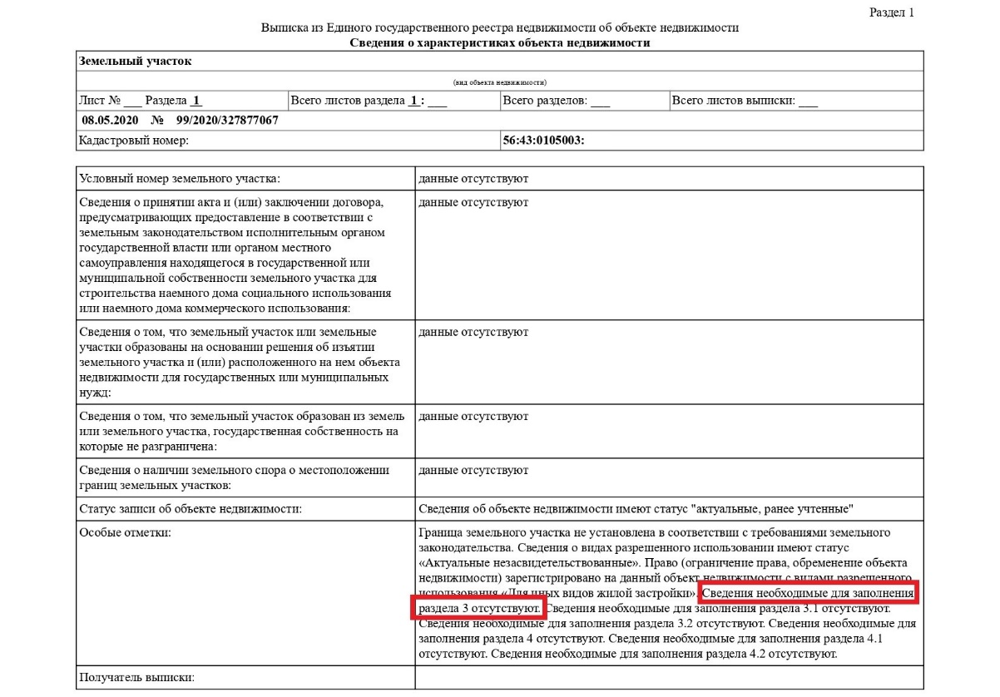 Раздел 1
Выписка из Единого государственного реестра недвижимости об объекте недвижимости
Сведения о характеристиках объекта недвижимости
Земельный участок
(вид объекта недвижимости)
Лист № ___ Раздела 1 Всего листов раздела 1 : ___ Всего разделов: ___ Всего листов выписки: ___
08.05.2020 № 99/2020/327877067
Кадастровый номер: 56:43:0105003:
Условный номер земельного участка: данные отсутствуют
Сведения о принятии акта и (или) заключении договора, данные отсутствуют
предусматривающих предоставление в соответствии с
земельным законодательством исполнительным органом
государственной власти или органом местного
самоуправления находящегося в государственной или
муниципальной собственности земельного участка для
строительства наемного дома социального использования
или наемного дома коммерческого использования:
Сведения о том, что земельный участок или земельные данные отсутствуют
участки образованы на основании решения об изъятии
земельного участка и (или) расположенного на нем объекта
недвижимости для государственных или муниципальных
нужд:
Сведения о том, что земельный участок образован из земель данные отсутствуют
или земельного участка, государственная собственность на
которые не разграничена:
Сведения о наличии земельного спора о местоположении данные отсутствуют
границ земельных участков:
Статус записи об объекте недвижимости: Сведения об объекте недвижимости имеют статус "актуальные, ранее учтенные"
Особые отметки: Граница земельного участка не установлена в соответствии с требованиями земельного
законодательства. Сведения о видах разрешенного использования имеют статус
«Актуальные незасвидетельствованные». Право (ограничение права, обременение объекта
недвижимости) зарегистрировано на данный объект недвижимости с видами разрешенного
использования «Для иных видов жилой застройки». Сведения необходимые для заполнения
раздела 3 отсутствуют. Сведения необходимые для заполнения раздела 3.1 отсутствуют.
Сведения необходимые для заполнения раздела 3.2 отсутствуют. Сведения необходимые для
заполнения раздела 4 отсутствуют. Сведения необходимые для заполнения раздела 4.1
отсутствуют. Сведения необходимые для заполнения раздела 4.2 отсутствуют.
Получатель выписки: